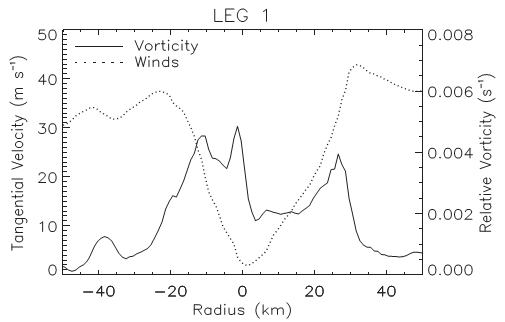 LEG 1
Vorticity
Winds
50
40
30
20
10
0
Tangential Velocity (m s⁻¹)
0.008
0.006
0.004
0.002
0.000
Relative Vorticity (s⁻¹)
−40 −20 0 20 40
Radius (km)